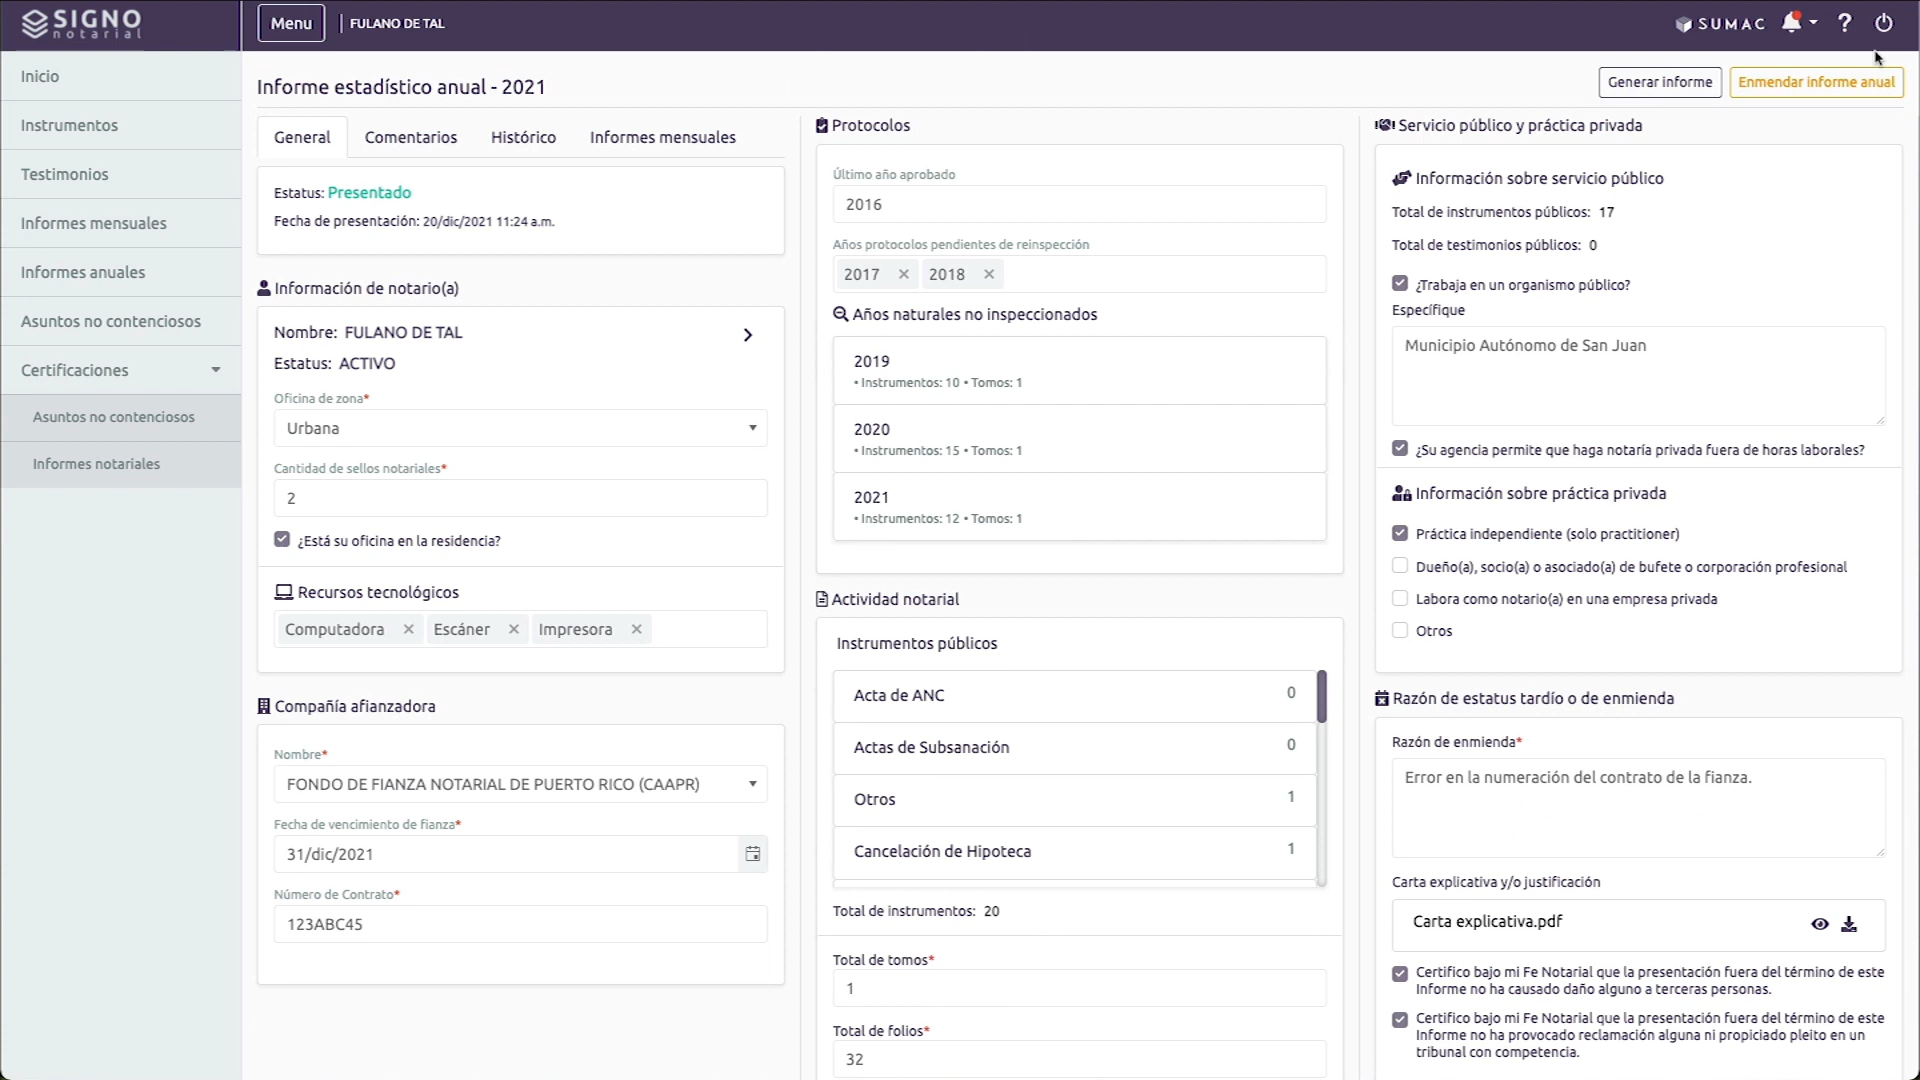 SIGNO
notarial
Menu
FULANO DE TAL
SUMAC
Inicio
Instrumentos
Testimonios
Informes mensuales
Informes anuales
Asuntos no contenciosos
Certificaciones
Asuntos no contenciosos
Informes notariales
Informe estadístico anual - 2021
Generar informe
Enmendar informe anual
General
Comentarios
Histórico
Informes mensuales
Estatus: Presentado
Fecha de presentación: 20/dic/2021 11:24 a.m.
Información de notario(a)
Nombre: FULANO DE TAL
Estatus: ACTIVO
Oficina de zona*
Urbana
Cantidad de sellos notariales*
2
¿Está su oficina en la residencia?
Recursos tecnológicos
Computadora
Escáner
Impresora
Compañía afianzadora
Nombre*
FONDO DE FIANZA NOTARIAL DE PUERTO RICO (CAAPR)
Fecha de vencimiento de fianza*
31/dic/2021
Número de Contrato*
123ABC45
Protocolos
Último año aprobado
2016
Años protocolos pendientes de reinspección
2017
2018
Años naturales no inspeccionados
2019
• Instrumentos: 10 • Tomos: 1
2020
• Instrumentos: 15 • Tomos: 1
2021
• Instrumentos: 12 • Tomos: 1
Actividad notarial
Instrumentos públicos
Acta de ANC 0
Actas de Subsanación 0
Otros 1
Cancelación de Hipoteca 1
Total de instrumentos: 20
Total de tomos*
1
Total de folios*
32
Servicio público y práctica privada
Información sobre servicio público
Total de instrumentos públicos: 17
Total de testimonios públicos: 0
¿Trabaja en un organismo público?
Específique
Municipio Autónomo de San Juan
¿Su agencia permite que haga notaría privada fuera de horas laborales?
Información sobre práctica privada
Práctica independiente (solo practitioner)
Dueño(a), socio(a) o asociado(a) de bufete o corporación profesional
Labora como notario(a) en una empresa privada
Otros
Razón de estatus tardío o de enmienda
Razón de enmienda*
Error en la numeración del contrato de la fianza.
Carta explicativa y/o justificación
Carta explicativa.pdf
Certifico bajo mi Fe Notarial que la presentación fuera del término de este
Informe no ha causado daño alguno a terceras personas.
Certifico bajo mi Fe Notarial que la presentación fuera del término de este
Informe no ha provocado reclamación alguna ni propiciado pleito en un
tribunal con competencia.